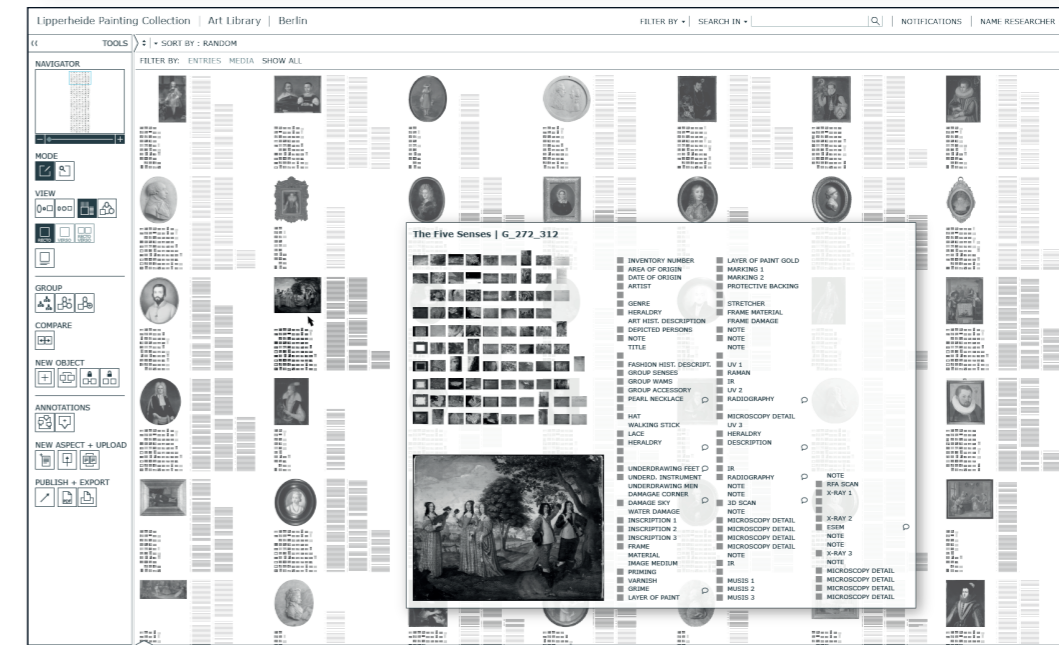 Lipperheide Painting Collection | Art Library | Berlin
FILTER BY SEARCH IN NOTIFICATIONS NAME RESEARCHER
TOOLS
SORT BY : RANDOM
FILTER BY: ENTRIES MEDIA SHOW ALL
NAVIGATOR
MODE
VIEW
RECTO VERSO RECTO VERSO
GROUP
COMPARE
NEW OBJECT
ANNOTATIONS
NEW ASPECT + UPLOAD
PUBLISH + EXPORT
The Five Senses | G_272_312
INVENTORY NUMBER
AREA OF ORIGIN
DATE OF ORIGIN
ARTIST
GENRE
HERALDRY
ART HIST. DESCRIPTION
DEPICTED PERSONS
NOTE
TITLE
FASHION HIST. DESCRIPT.
GROUP SENSES
GROUP WAMS
GROUP ACCESSORY
PEARL NECKLACE
HAT
WALKING STICK
LACE
HERALDRY
UNDERDRAWING FEET
UNDERD. INSTRUMENT
UNDERDRAWING MEN
DAMAGAE CORNER
DAMAGE SKY
WATER DAMAGE
INSCRIPTION 1
INSCRIPTION 2
INSCRIPTION 3
FRAME
MATERIAL
IMAGE MEDIUM
PRIMING
VARNISH
GRIME
LAYER OF PAINT
LAYER OF PAINT GOLD
MARKING 1
MARKING 2
PROTECTIVE BACKING
STRETCHER
FRAME MATERIAL
FRAME DAMAGE
NOTE
NOTE
NOTE
UV 1
RAMAN
IR
UV 2
RADIOGRAPHY
MICROSCOPY DETAIL
UV 3
HERALDRY
DESCRIPTION
IR
RADIOGRAPHY
NOTE
NOTE
3D SCAN
NOTE
MICROSCOPY DETAIL
MICROSCOPY DETAIL
MICROSCOPY DETAIL
MICROSCOPY DETAIL
NOTE
IR
MUSIS 1
MUSIS 2
MUSIS 3
NOTE
RFA SCAN
X-RAY 1
X-RAY 2
ESEM
NOTE
NOTE
X-RAY 3
NOTE
MICROSCOPY DETAIL
MICROSCOPY DETAIL
MICROSCOPY DETAIL
MICROSCOPY DETAIL